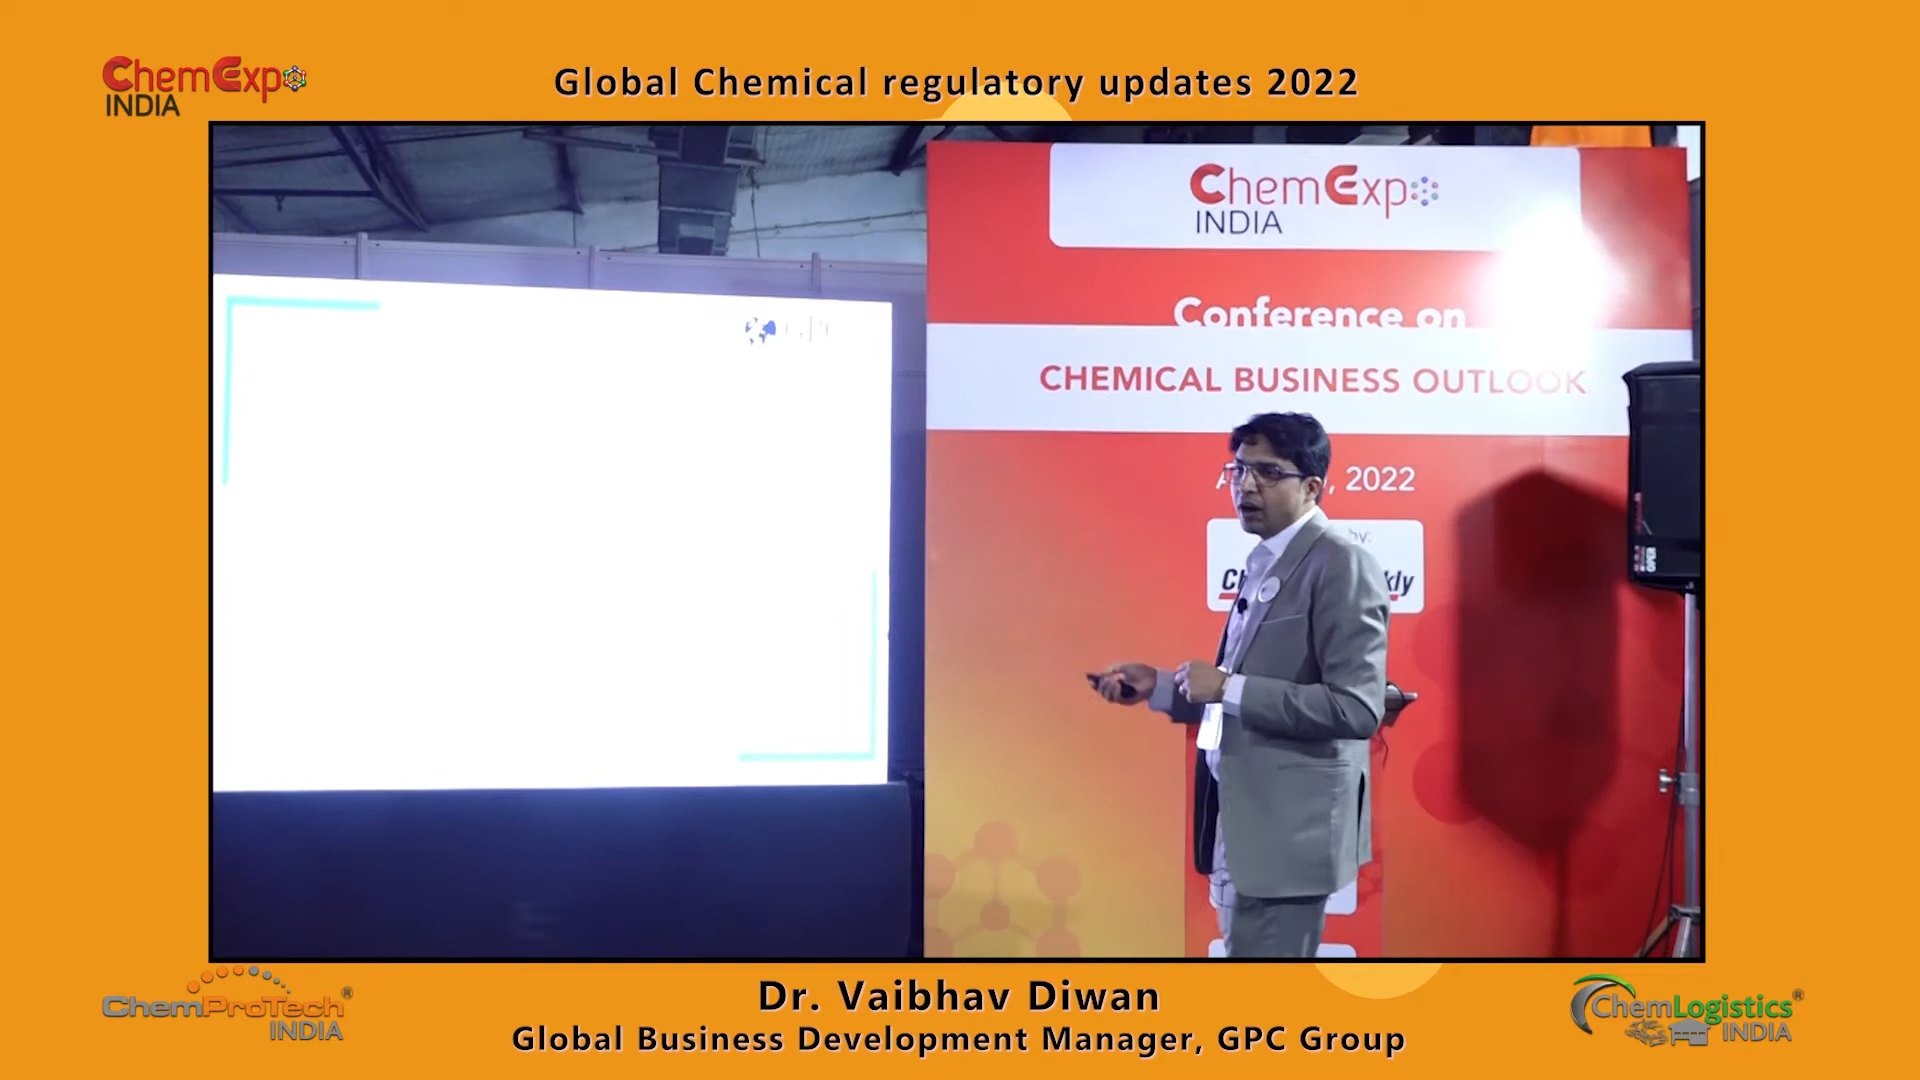 ChemExpo
INDIA
Global Chemical regulatory updates 2022
ChemExpo
INDIA
Conference on
CHEMICAL BUSINESS OUTLOOK
, 2022
by:
ChemProTech®
INDIA
Dr. Vaibhav Diwan
Global Business Development Manager, GPC Group
ChemLogistics®
INDIA